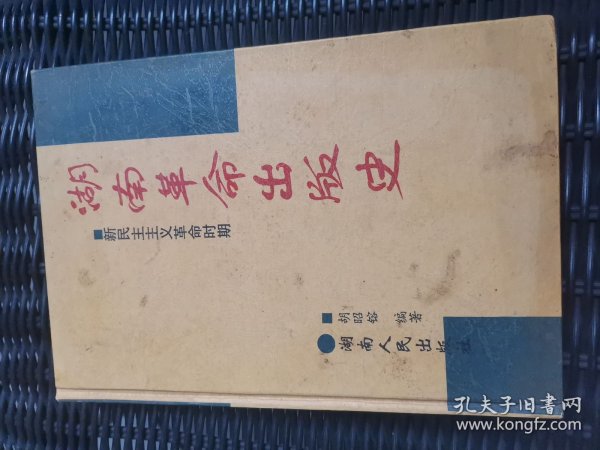 湖南革命出版史
■新民主主义革命时期
■胡昭镕 编著
●湖南人民出版社
孔夫子旧书网
www.kongfz.com